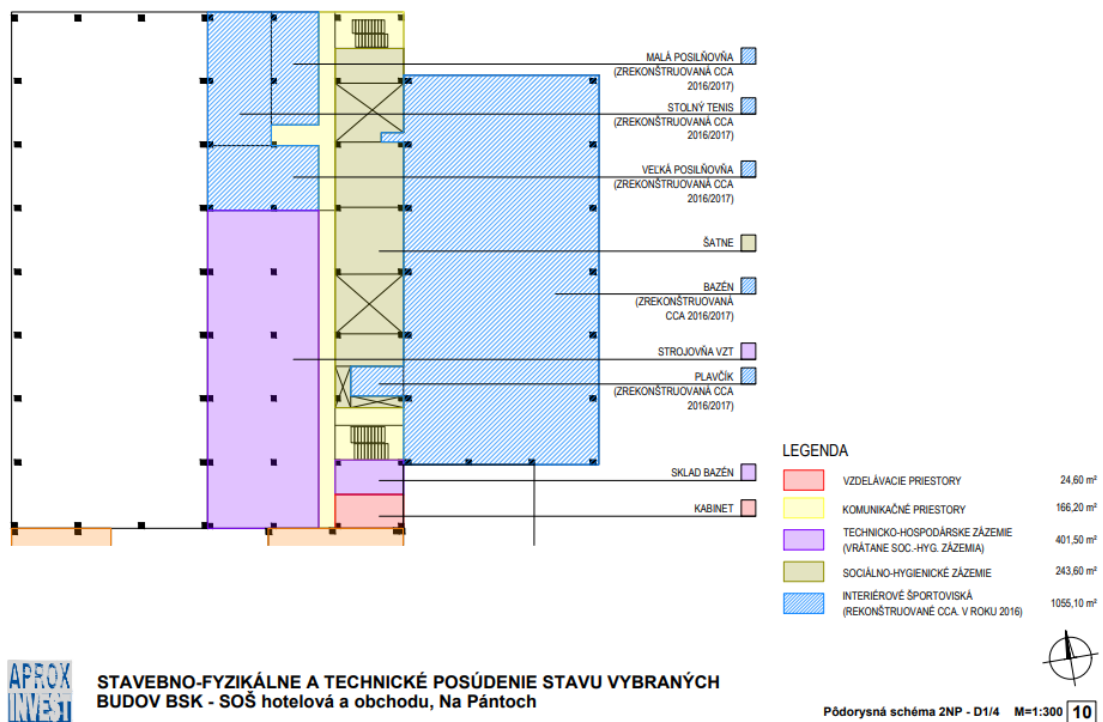 MALÁ POSILŇOVŇA
(ZREKONŠTRUOVANÁ CCA
2016/2017)
STOLNÝ TENIS
(ZREKONŠTRUOVANÁ CCA
2016/2017)
VEĽKÁ POSILŇOVŇA
(ZREKONŠTRUOVANÁ CCA
2016/2017)
ŠATNE
BAZÉN
(ZREKONŠTRUOVANÁ
CCA 2016/2017)
STROJOVŇA VZT
PLAVČÍK
(ZREKONŠTRUOVANÁ CCA
2016/2017)
SKLAD BAZÉN
KABINET
LEGENDA
VZDELÁVACIE PRIESTORY 24,60 m²
KOMUNIKAČNÉ PRIESTORY 166,20 m²
TECHNICKO-HOSPODÁRSKE ZÁZEMIE
(VRÁTANE SOC.-HYG. ZÁZEMIA) 401,50 m²
SOCIÁLNO-HYGIENICKÉ ZÁZEMIE 243,60 m²
INTERIÉROVÉ ŠPORTOVISKÁ
(REKONŠTRUOVANÉ CCA. V ROKU 2016) 1055,10 m²
APROX
INVEST
STAVEBNO-FYZIKÁLNE A TECHNICKÉ POSÚDENIE STAVU VYBRANÝCH
BUDOV BSK - SOŠ hotelová a obchodu, Na Pántoch
Pôdorysná schéma 2NP - D1/4 M=1:300 10